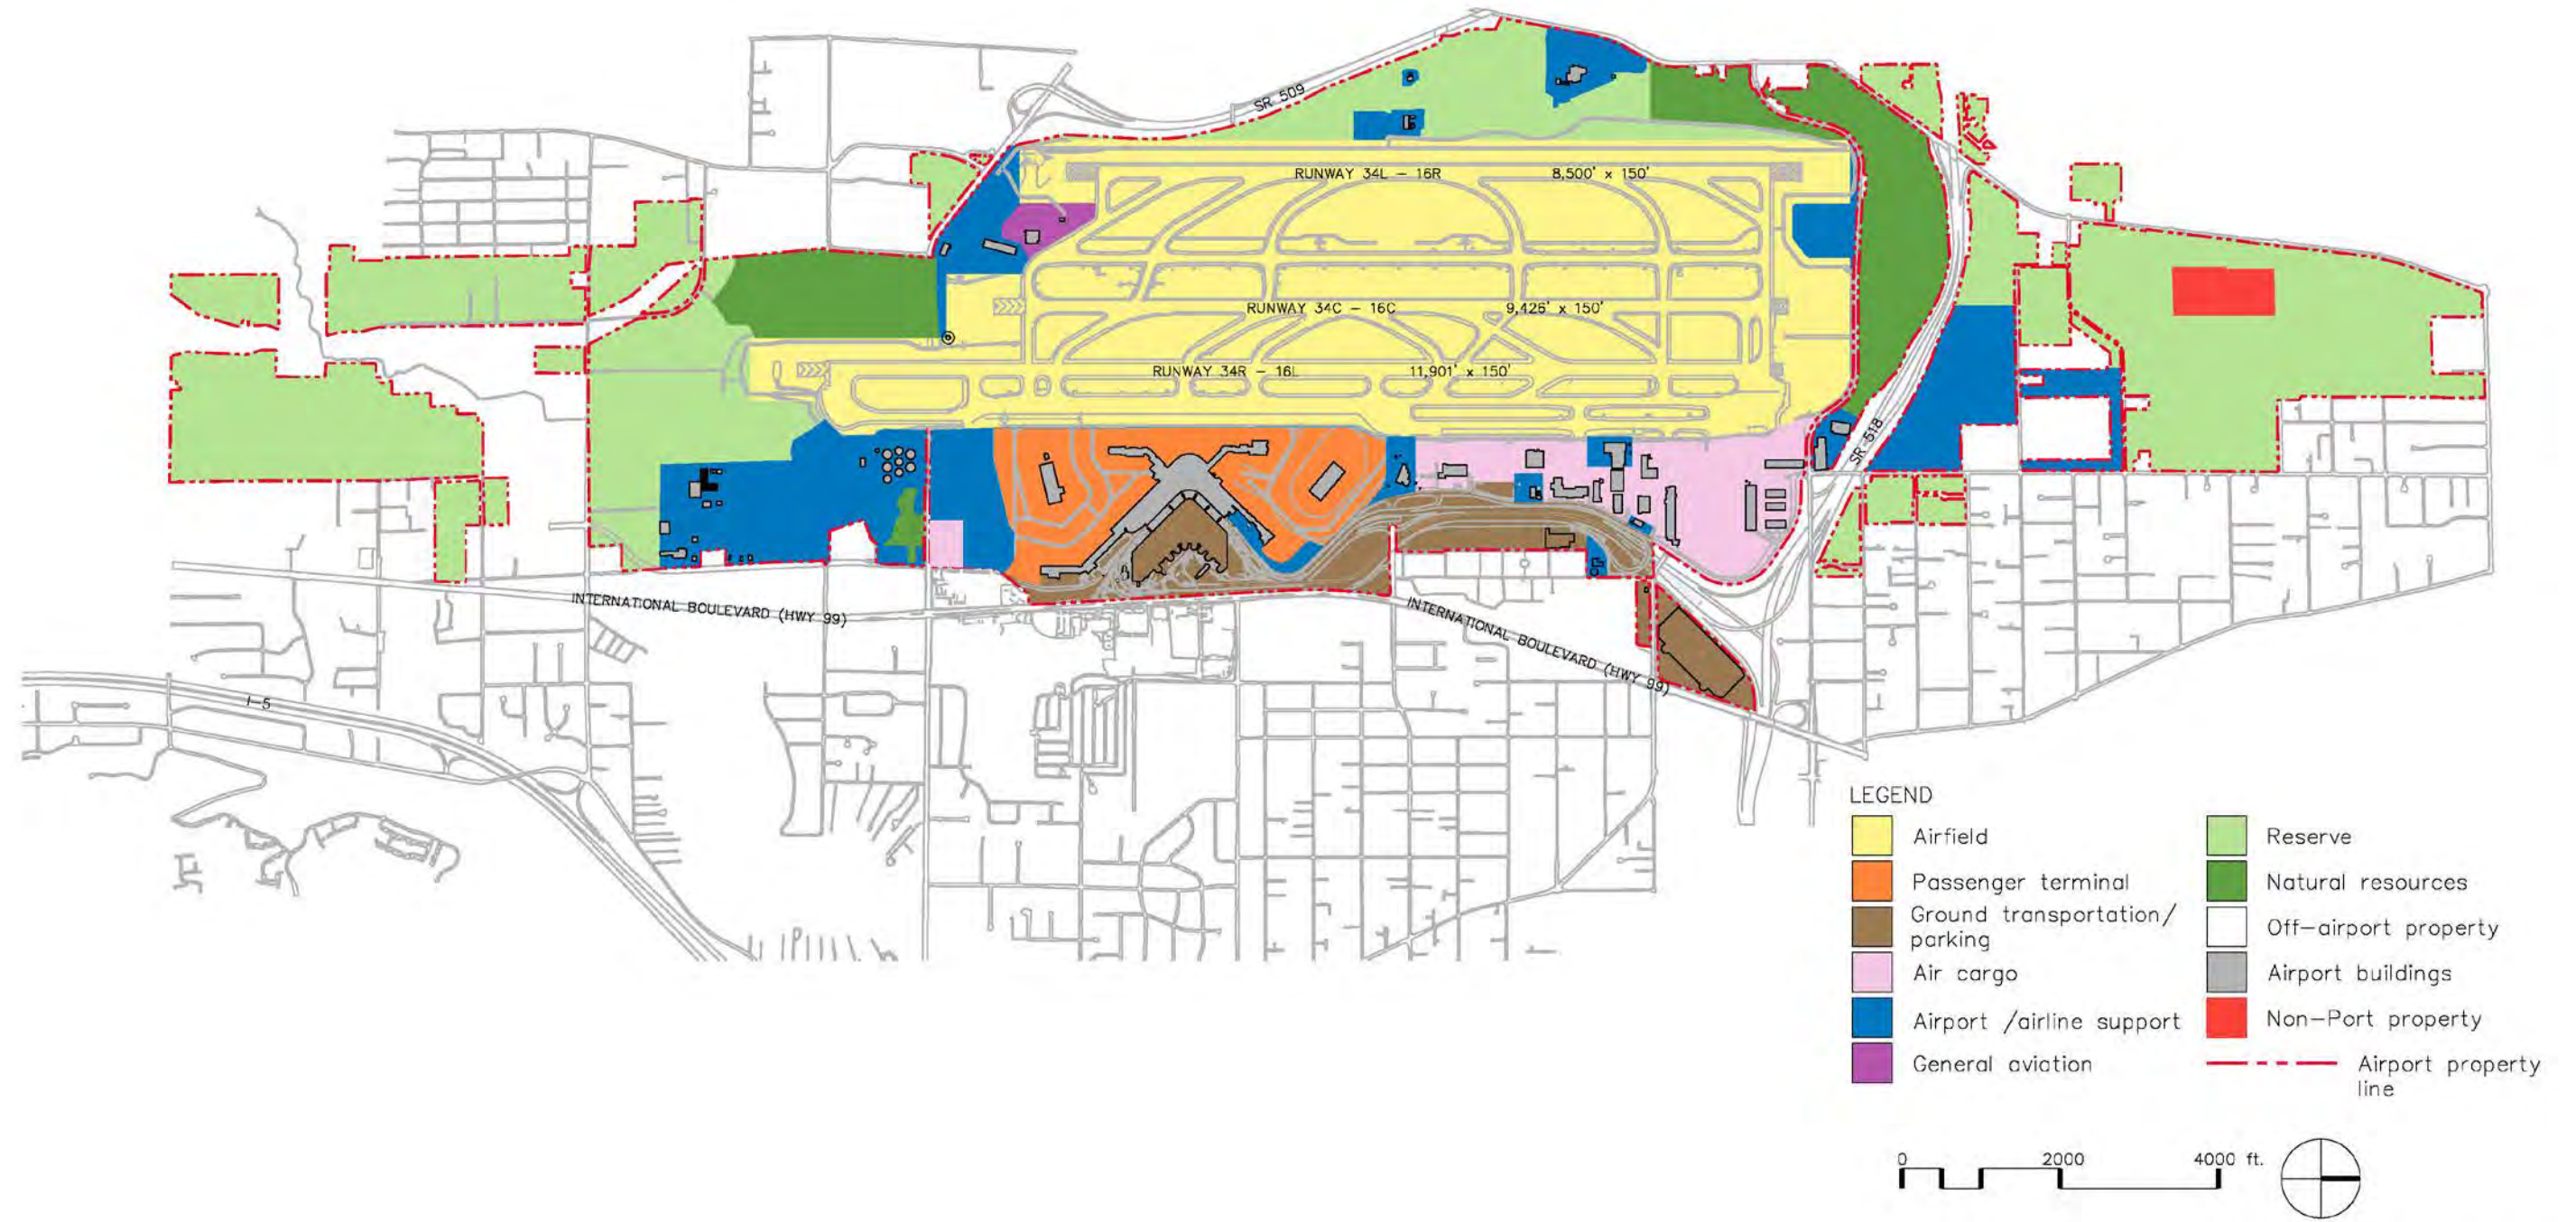 SR 509
RUNWAY 34L – 16R 8,500' x 150'
RUNWAY 34C – 16C 9,426' x 150'
RUNWAY 34R – 16L 11,901' x 150'
SR 518
INTERNATIONAL BOULEVARD (HWY 99)
INTERNATIONAL BOULEVARD (HWY 99)
I–5
LEGEND
Airfield
Passenger terminal
Ground transportation/
parking
Air cargo
Airport /airline support
General aviation
Reserve
Natural resources
Off–airport property
Airport buildings
Non–Port property
Airport property
line
0 2000 4000 ft.